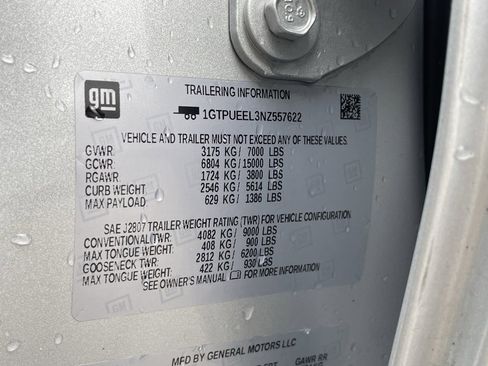 gm
TRAILERING INFORMATION
1GTPUEEL3NZ557622
VEHICLE AND TRAILER MUST NOT EXCEED ANY OF THESE VALUES.
GVWR: 3175 KG / 7000 LBS
GCWR: 6804 KG / 15000 LBS
RGAWR: 1724 KG / 3800 LBS
CURB WEIGHT: 2546 KG / 5614 LBS
MAX PAYLOAD: 629 KG / 1386 LBS
SAE J2807 TRAILER WEIGHT RATING (TWR) FOR VEHICLE CONFIGURATION
CONVENTIONAL TWR: 4082 KG / 9000 LBS
MAX TONGUE WEIGHT: 408 KG / 900 LBS
GOOSENECK TWR: 2812 KG / 6200 LBS
MAX TONGUE WEIGHT: 422 KG / 930 LBS
SEE OWNER'S MANUAL FOR MORE INFORMATION
MFD BY GENERAL MOTORS LLC
GAWR RR